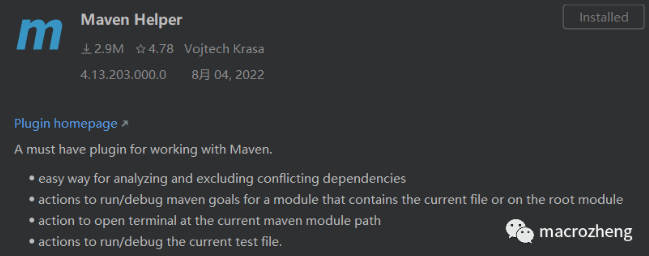 m Maven Helper
Installed
2.9M 4.78 Vojtech Krasa
4.13.203.000.0 8月 04, 2022
Plugin homepage
A must have plugin for working with Maven.
• easy way for analyzing and excluding conflicting dependencies
• actions to run/debug maven goals for a module that contains the current file or on the root module
• action to open terminal at the current maven module path
• actions to run/debug the current test file.
macrozheng